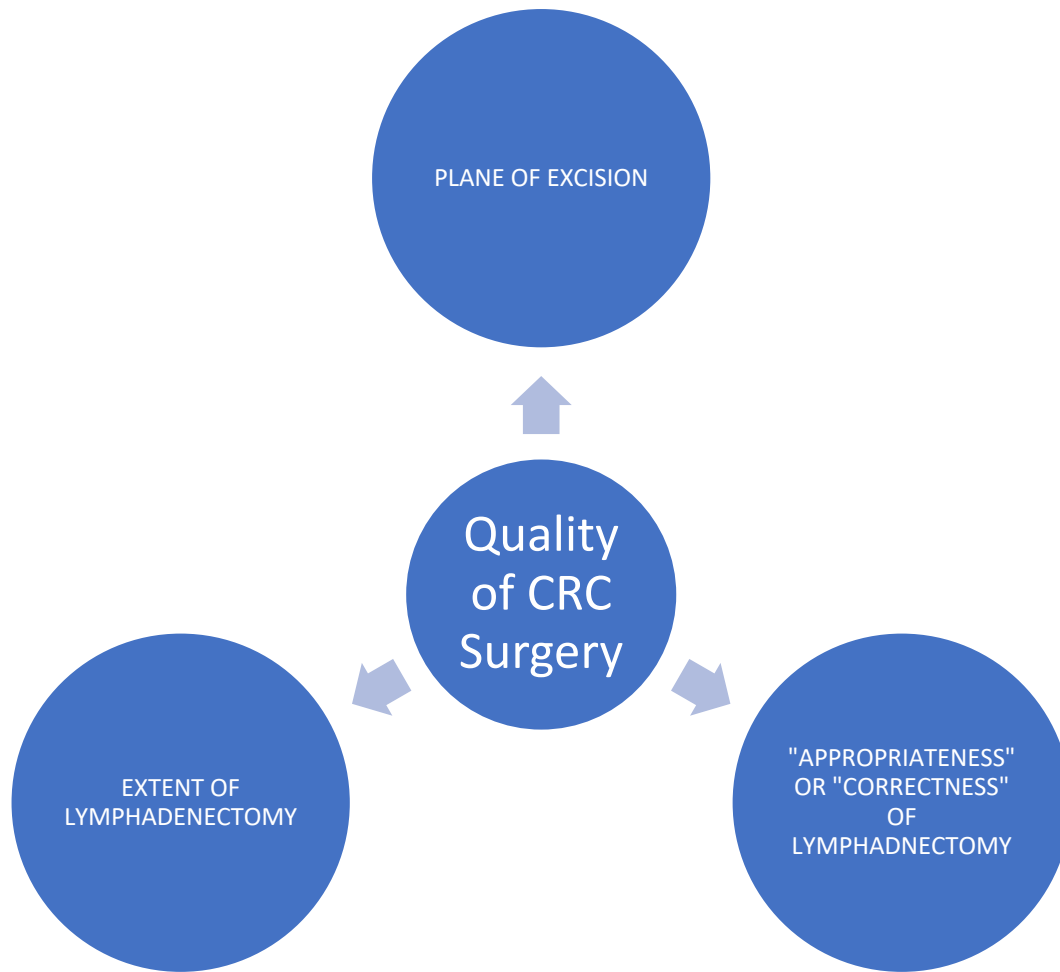 PLANE OF EXCISION
Quality
of CRC
Surgery
EXTENT OF
LYMPHADENECTOMY
"APPROPRIATENESS"
OR "CORRECTNESS"
OF
LYMPHADNECTOMY